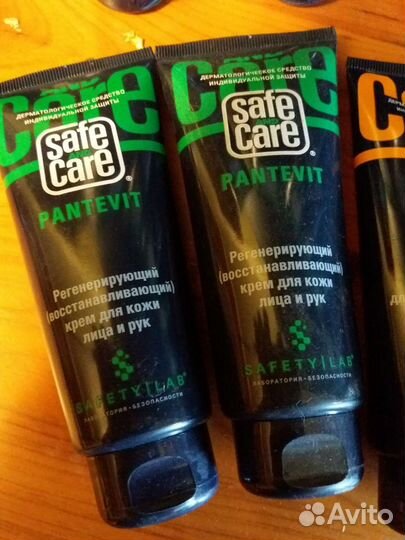 care
ДЕРМАТОЛОГИЧЕСКОЕ СРЕДСТВО
ИНДИВИДУАЛЬНОЙ ЗАЩИТЫ
safe
care®
PANTEVIT
Регенерирующий
(восстанавливающий)
крем для кожи
лица и рук
SAFETY|LAB®
ЛАБОРАТОРИЯ • БЕЗОПАСНОСТИ
care
ДЕРМАТОЛОГИЧЕСКОЕ СРЕДСТВО
ИНДИВИДУАЛЬНОЙ ЗАЩИТЫ
safe
care®
PANTEVIT
Регенерирующий
(восстанавливающий)
крем для кожи
лица и рук
SAFETY|LAB®
ЛАБОРАТОРИЯ • БЕЗОПАСНОСТИ
Avito